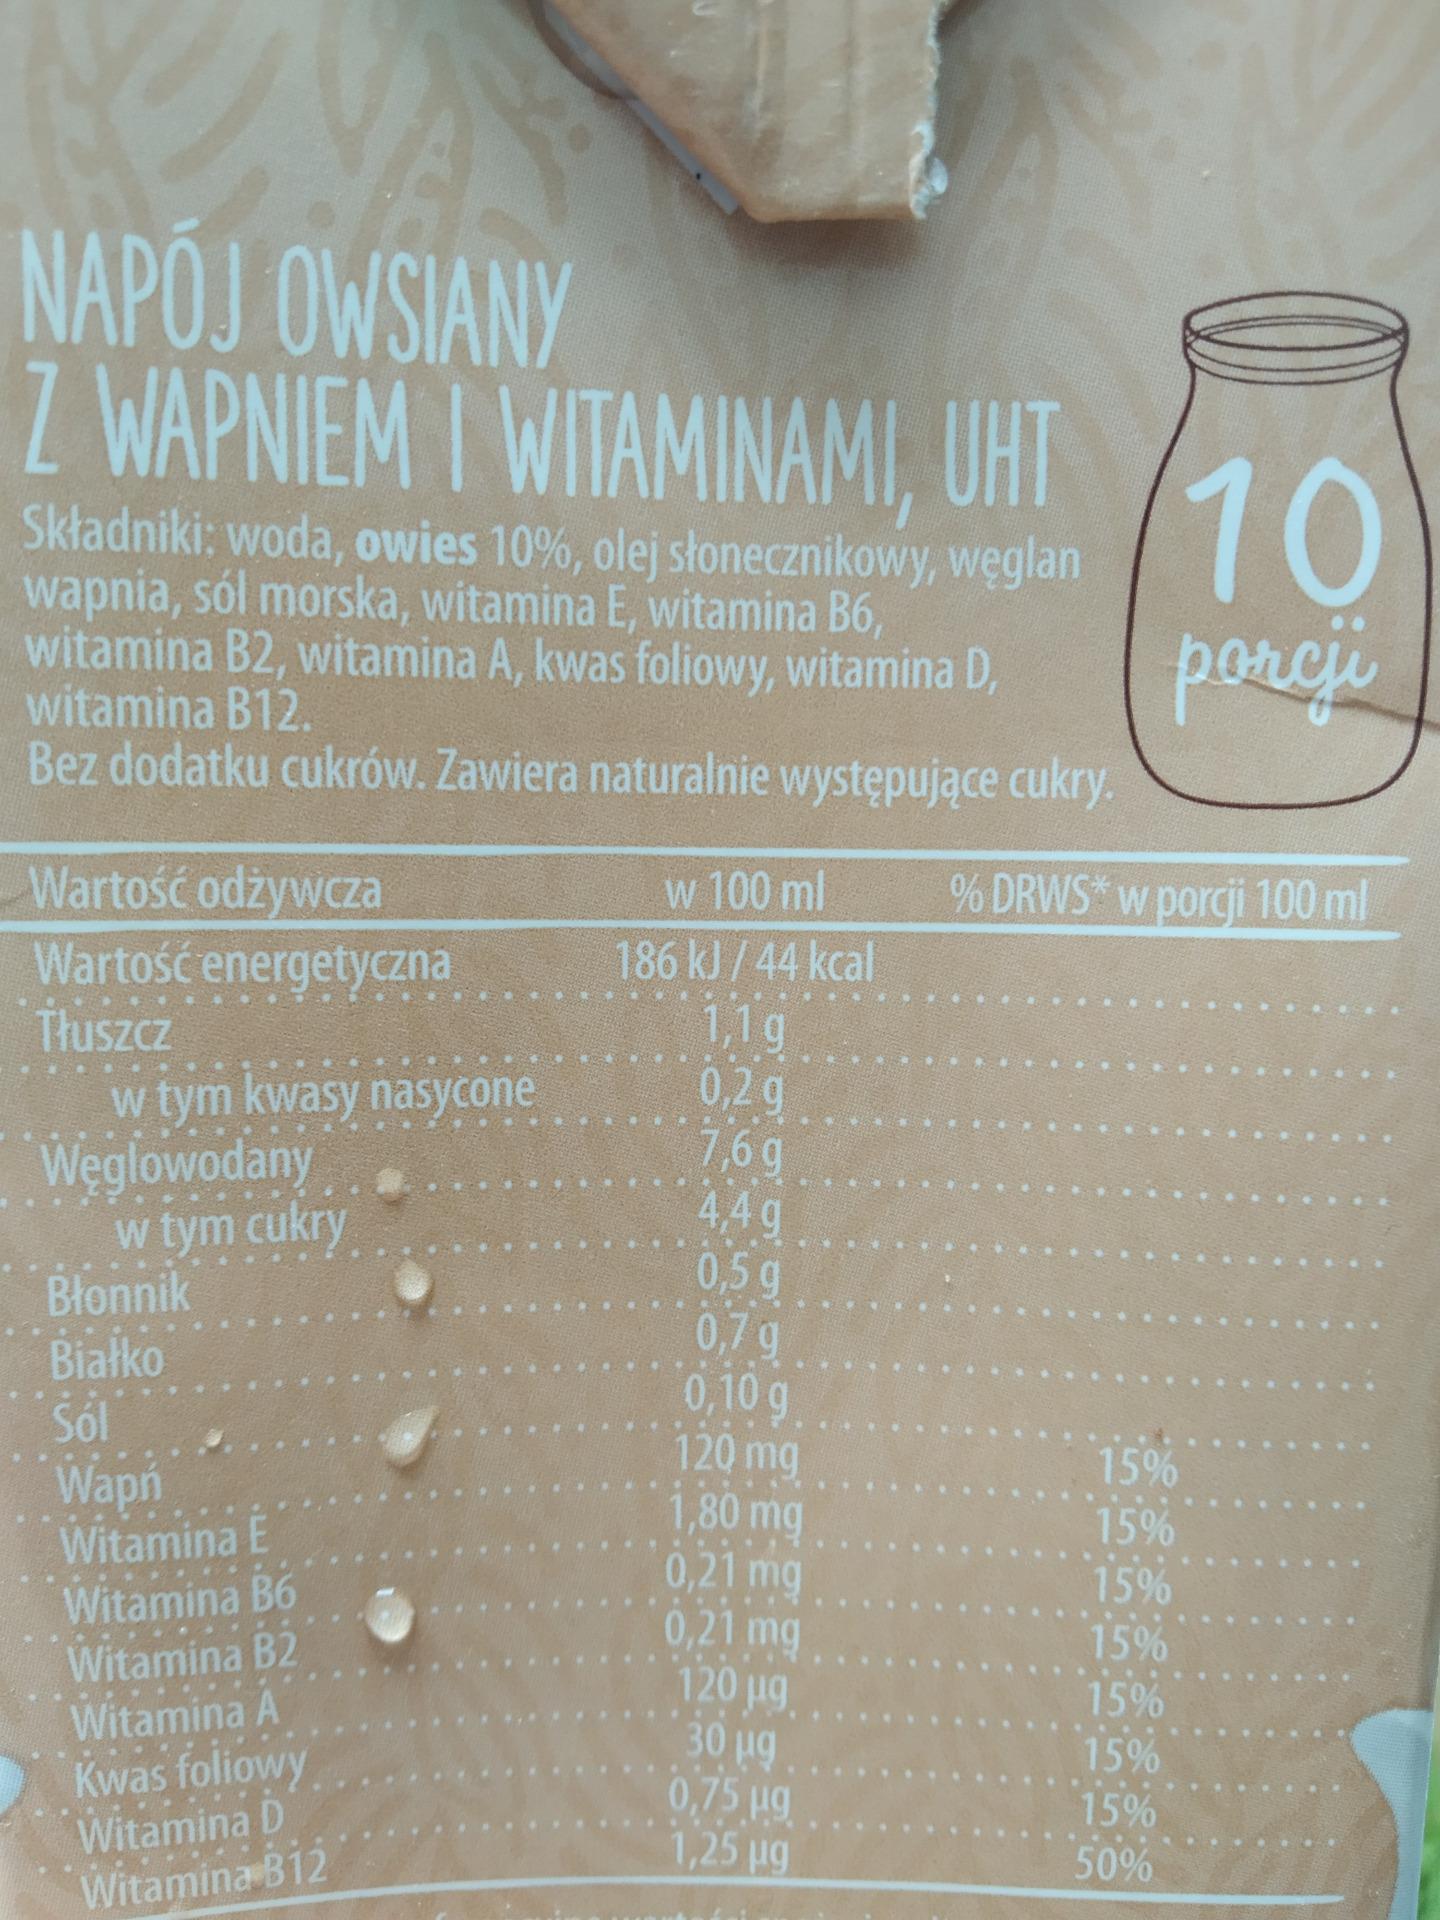 NAPÓJ OWSIANY
Z WAPNIEM I WITAMINAMI, UHT
Składniki: woda, owies 10%, olej słonecznikowy, węglan
wapnia, sól morska, witamina E, witamina B6,
witamina B2, witamina A, kwas foliowy, witamina D,
witamina B12.
Bez dodatku cukrów. Zawiera naturalnie występujące cukry.
10
porcji
Wartość odżywcza w 100 ml % DRWS* w porcji 100 ml
Wartość energetyczna 186 kJ / 44 kcal
Tłuszcz 1,1 g
w tym kwasy nasycone 0,2 g
Węglowodany 7,6 g
w tym cukry 4,4 g
Błonnik 0,5 g
Białko 0,7 g
Sól 0,10 g
Wapń 120 mg 15%
Witamina E 1,80 mg 15%
Witamina B6 0,21 mg 15%
Witamina B2 0,21 mg 15%
Witamina A 120 µg 15%
Kwas foliowy 30 µg 15%
Witamina D 0,75 µg 15%
Witamina B12 1,25 µg 50%